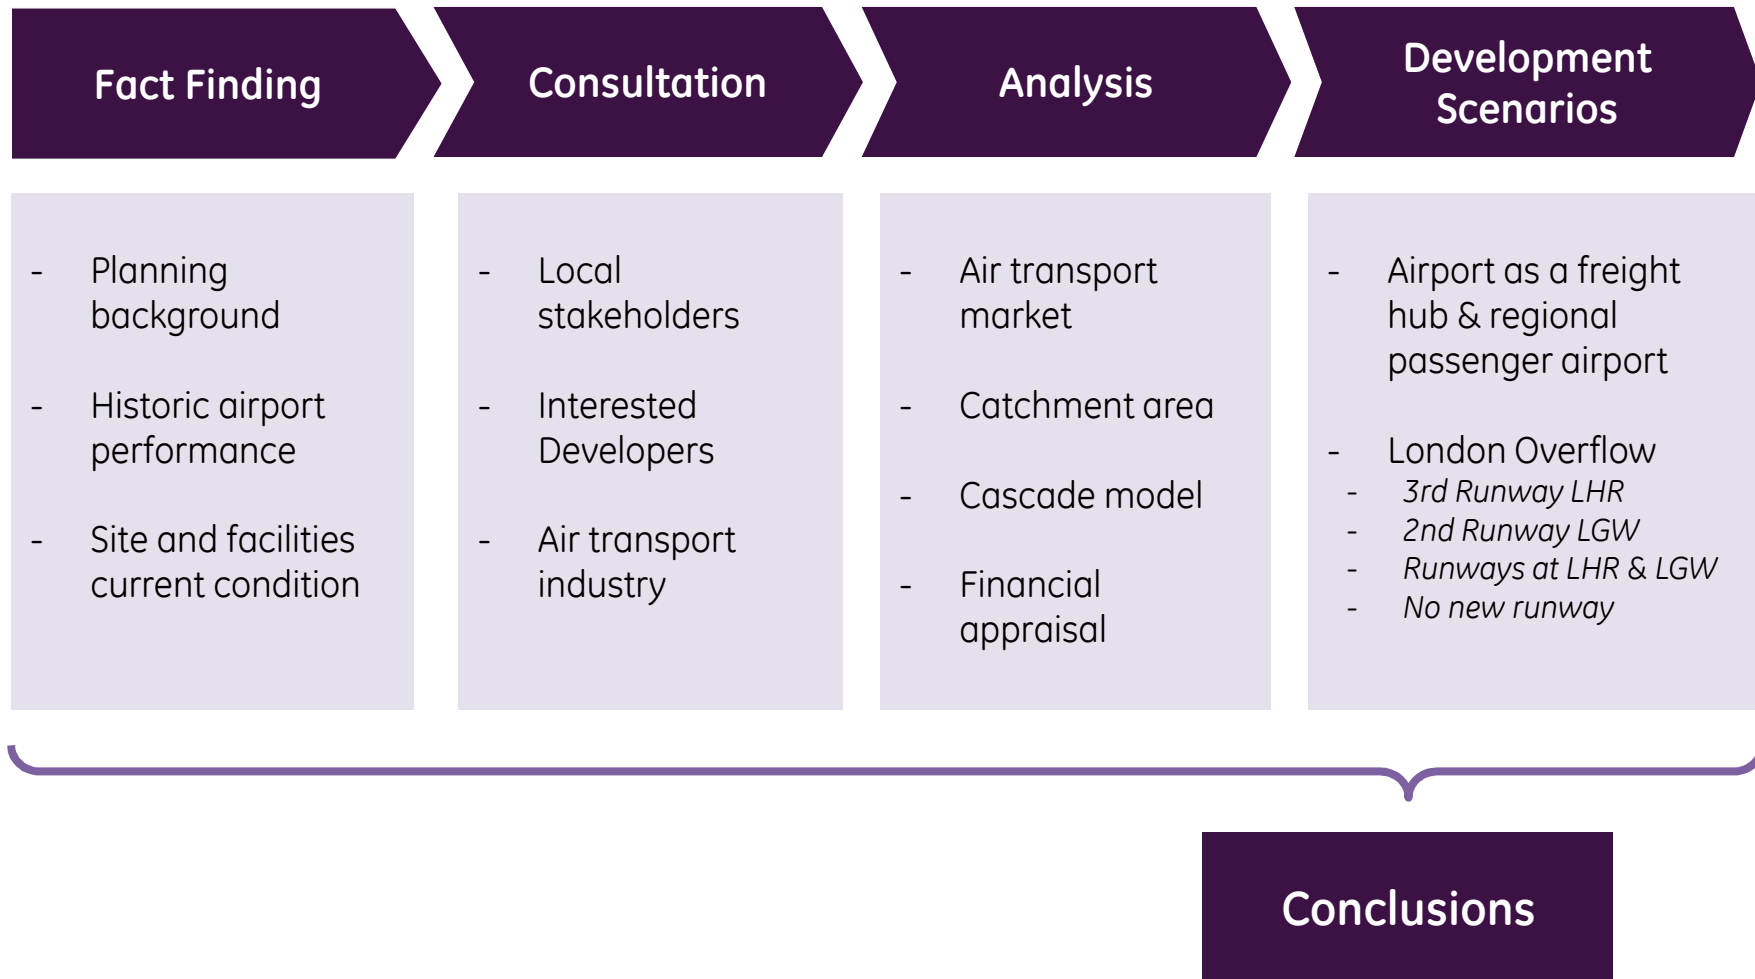 Fact Finding
Consultation
Analysis
Development
Scenarios
- Planning
background
- Historic airport
performance
- Site and facilities
current condition
- Local
stakeholders
- Interested
Developers
- Air transport
industry
- Air transport
market
- Catchment area
- Cascade model
- Financial
appraisal
- Airport as a freight
hub & regional
passenger airport
- London Overflow
- 3rd Runway LHR
- 2nd Runway LGW
- Runways at LHR & LGW
- No new runway
Conclusions